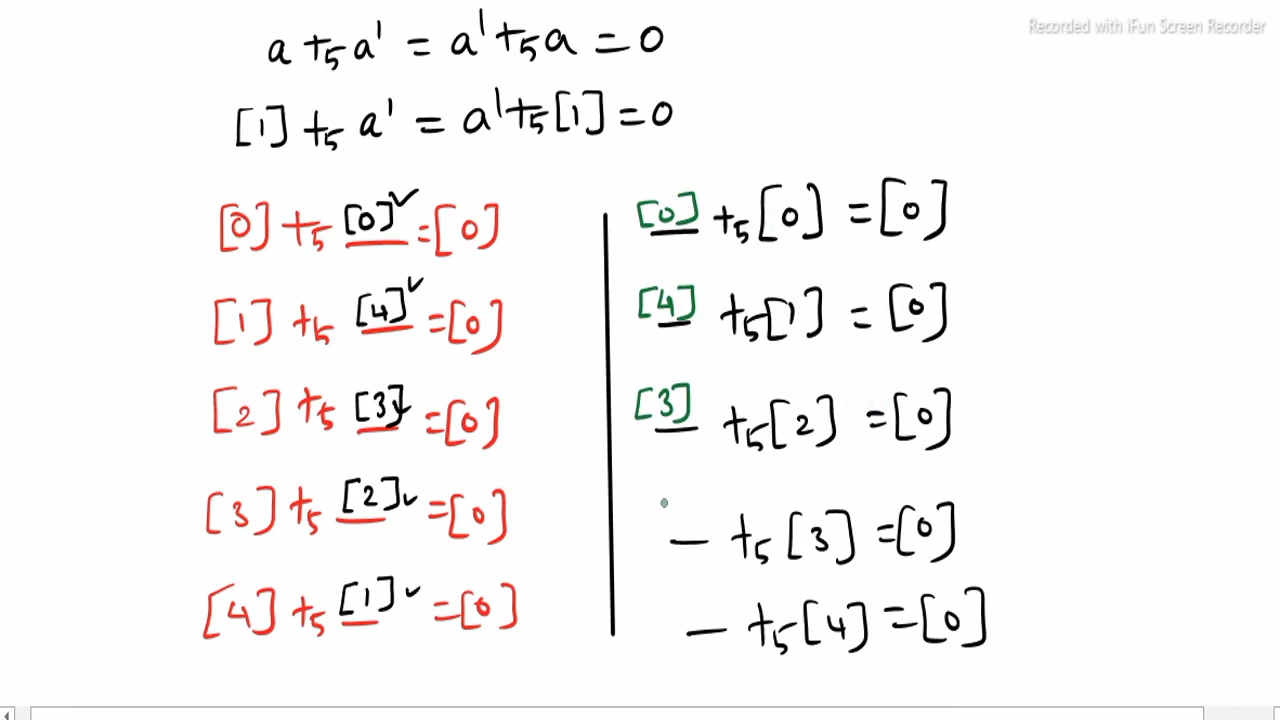 Recorded with iFun Screen Recorder
a +₅ a' = a' +₅ a = 0
[1] +₅ a' = a' +₅ [1] = 0
[0] +₅ [0] ✓ = [0]
[1] +₅ [4] ✓ = [0]
[2] +₅ [3] ✓ = [0]
[3] +₅ [2] ✓ = [0]
[4] +₅ [1] ✓ = [0]
[0] +₅ [0] = [0]
[4] +₅ [1] = [0]
[3] +₅ [2] = [0]
_ +₅ [3] = [0]
_ +₅ [4] = [0]